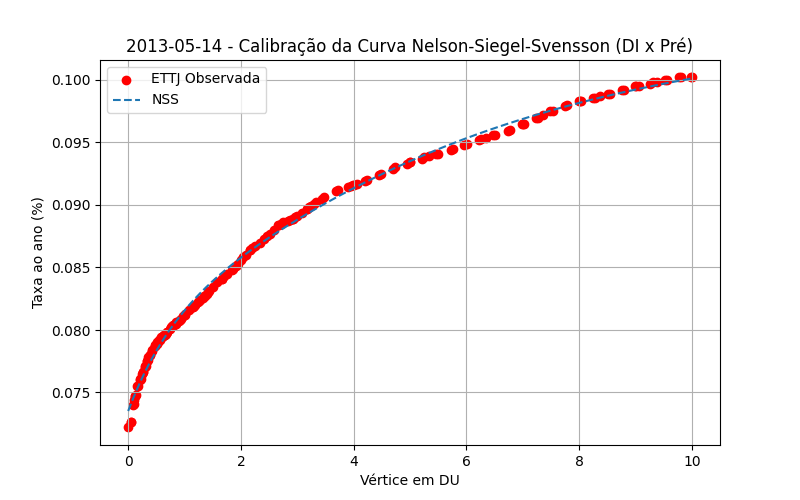 2013-05-14 - Calibração da Curva Nelson-Siegel-Svensson (DI x Pré)
ETTJ Observada
NSS
Taxa ao ano (%)
0.100
0.095
0.090
0.085
0.080
0.075
0 2 4 6 8 10
Vértice em DU